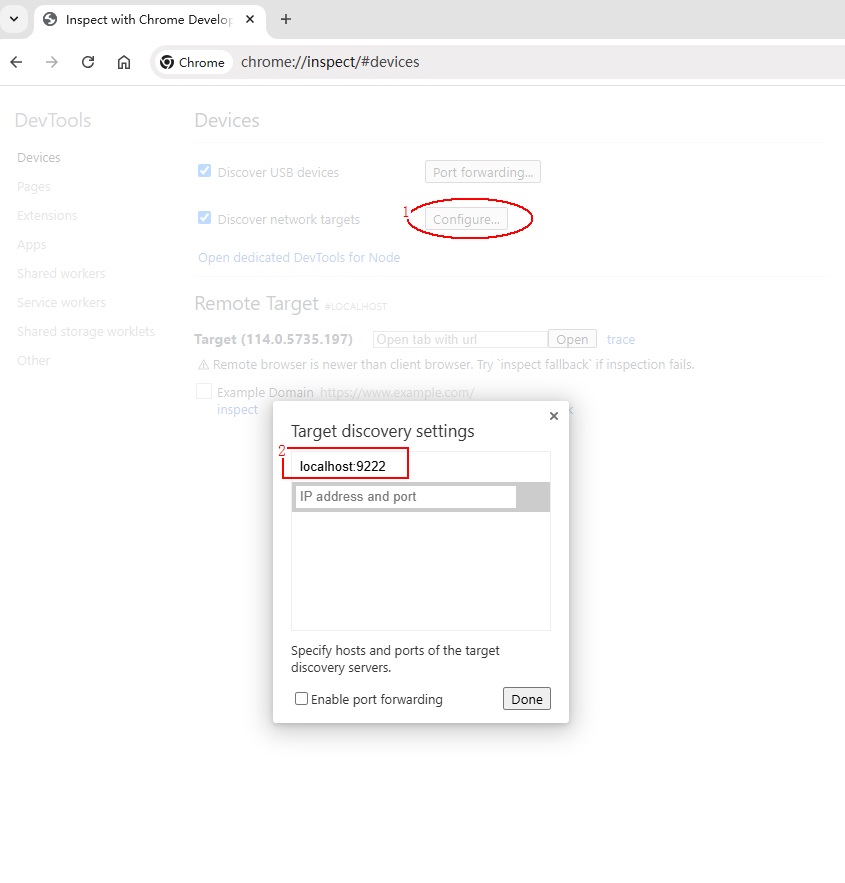 Inspect with Chrome Develop
Chrome
chrome://inspect/#devices
DevTools
Devices
Pages
Extensions
Apps
Shared workers
Service workers
Shared storage worklets
Other
Devices
Discover USB devices
Port forwarding...
Discover network targets
1
Configure...
Open dedicated DevTools for Node
Remote Target #LOCALHOST
Target (114.0.5735.197)
Open tab with url
Open
trace
⚠ Remote browser is newer than client browser. Try `inspect fallback` if inspection fails.
Example Domain https://www.example.com/
inspect
k
Target discovery settings
2
localhost:9222
IP address and port
Specify hosts and ports of the target
discovery servers.
Enable port forwarding
Done